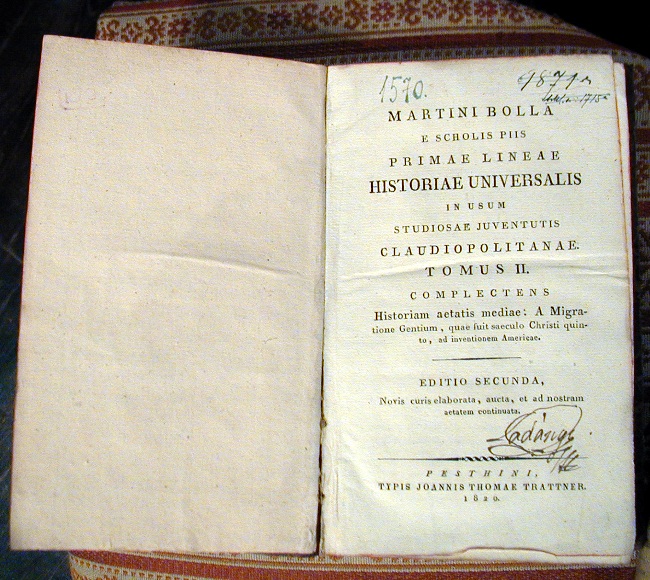 1570.
1871
MARTINI BOLLA
E SCHOLIS PIIS
PRIMAE LINEAE
HISTORIAE UNIVERSALIS
IN USUM
STUDIOSAE JUVENTUTIS
CLAUDIOPOLITANAE.
TOMUS II.
COMPLECTENS
Historiam aetatis mediae: A Migra-
tione Gentium, quae fuit saeculo Christi quin-
to, ad inventionem Americae.
EDITIO SECUNDA,
Novis curis elaborata, aucta, et ad nostram
aetatem continuata.
Ladányi
PESTHINI,
TYPIS JOANNIS THOMAE TRATTNER.
1820.